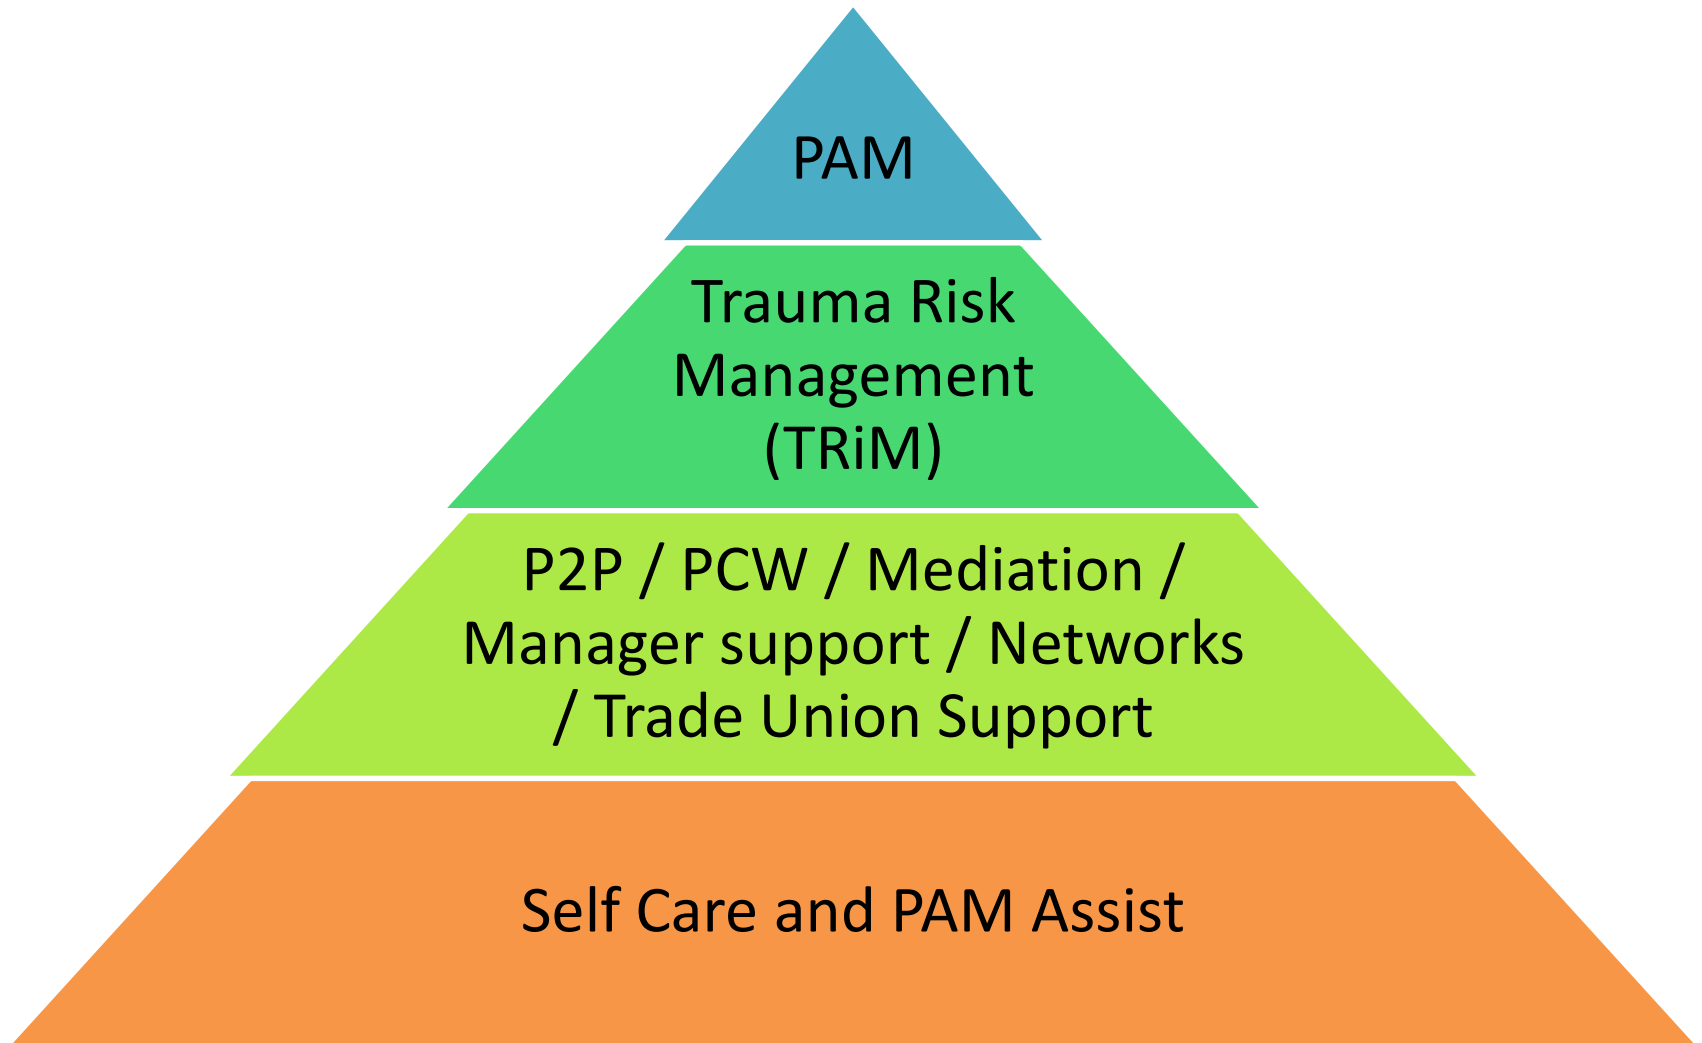 PAM
Trauma Risk
Management
(TRiM)
P2P / PCW / Mediation /
Manager support / Networks
/ Trade Union Support
Self Care and PAM Assist